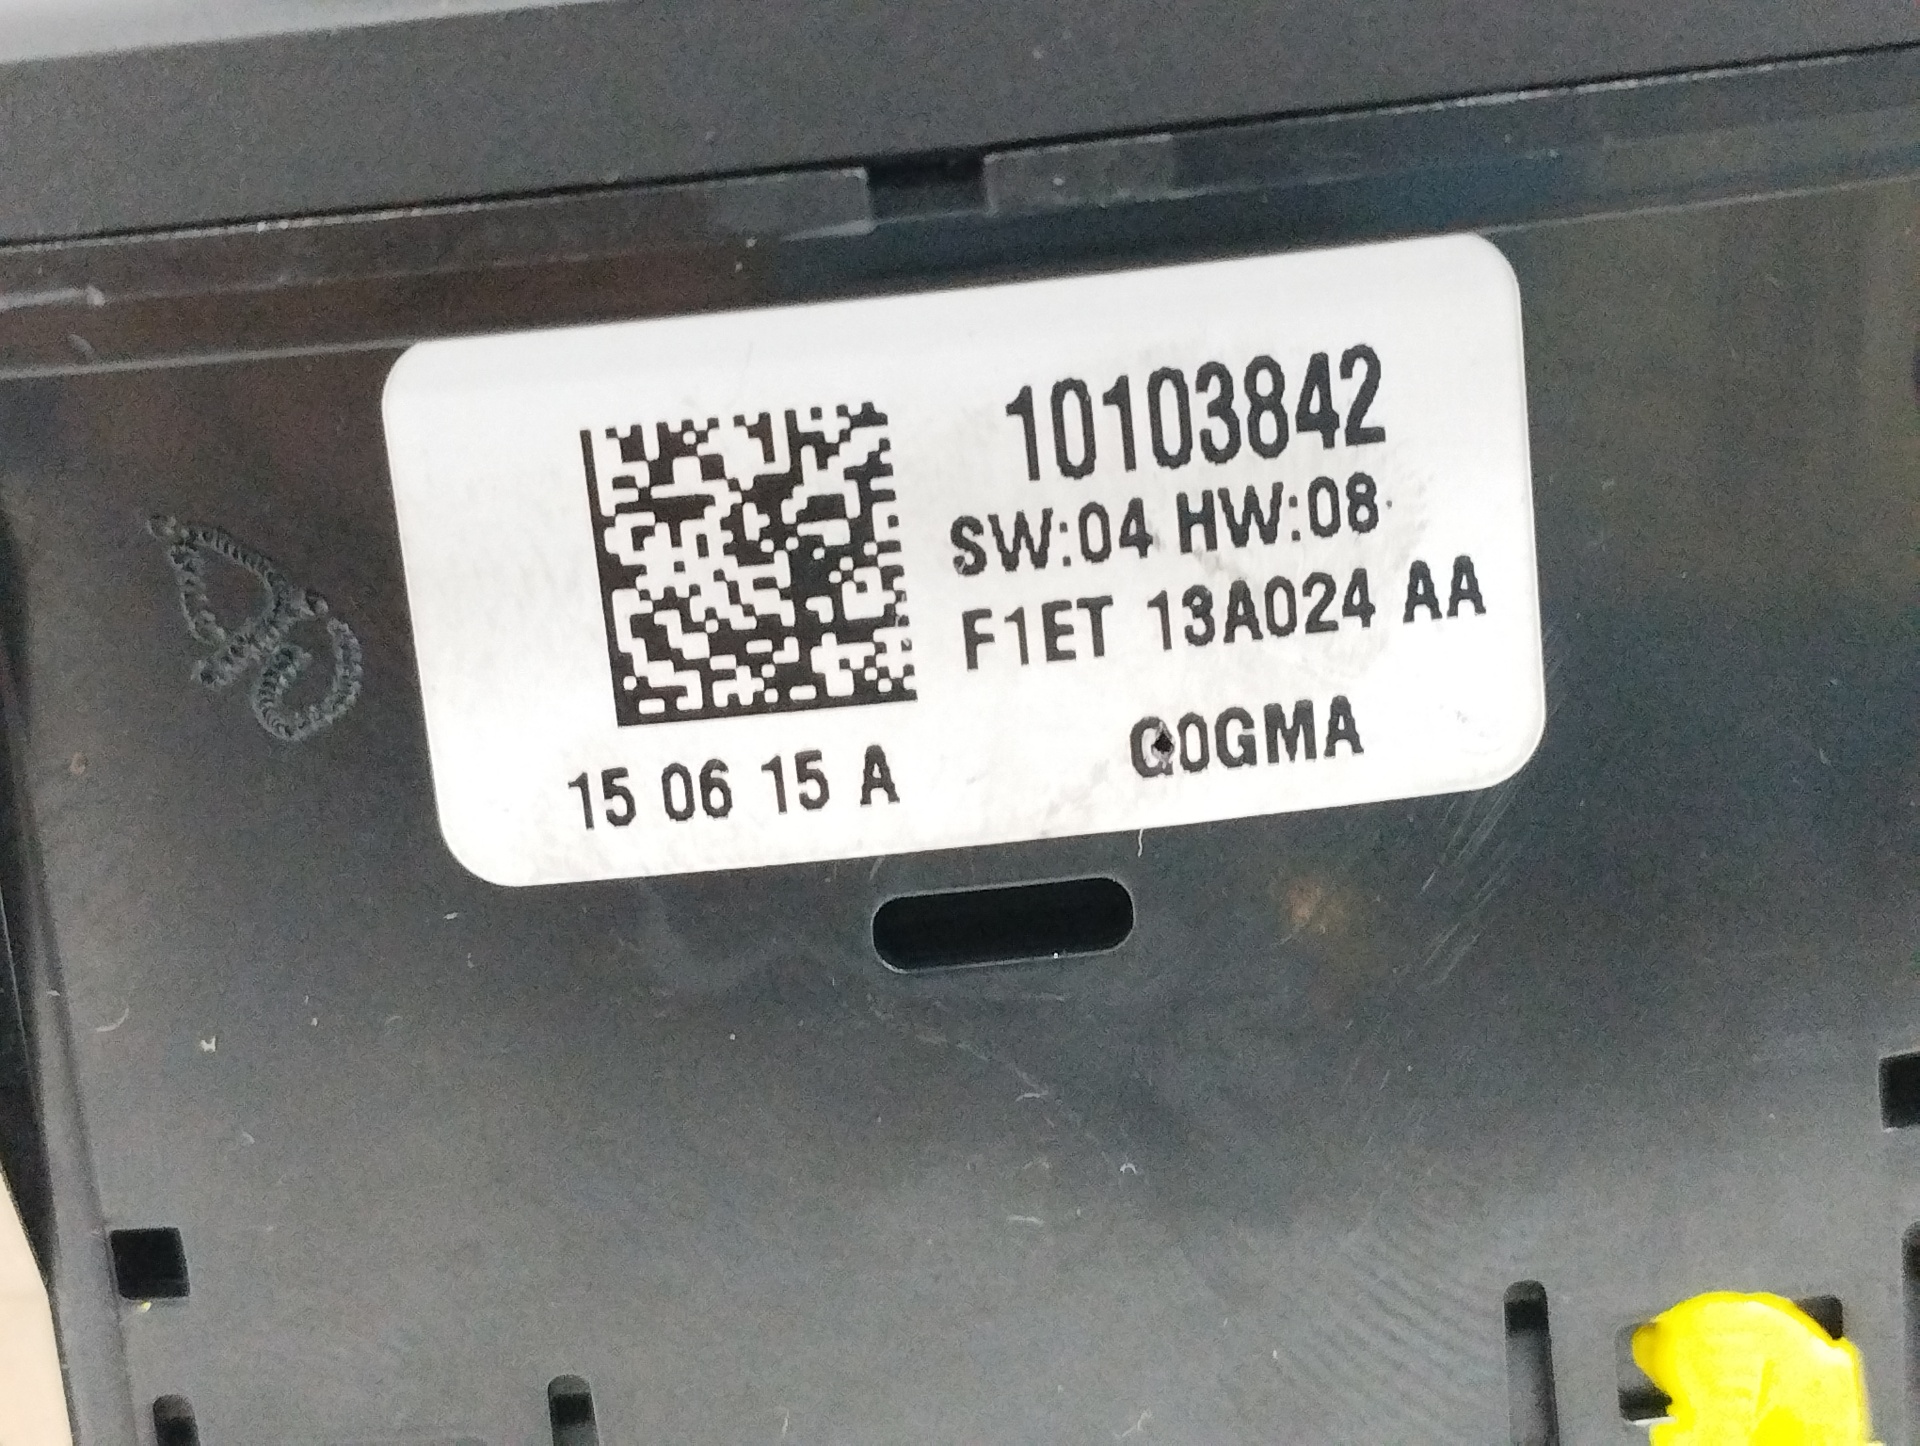 10103842
SW:04 HW:08
F1ET 13A024 AA
15 06 15 A
Q0GMA